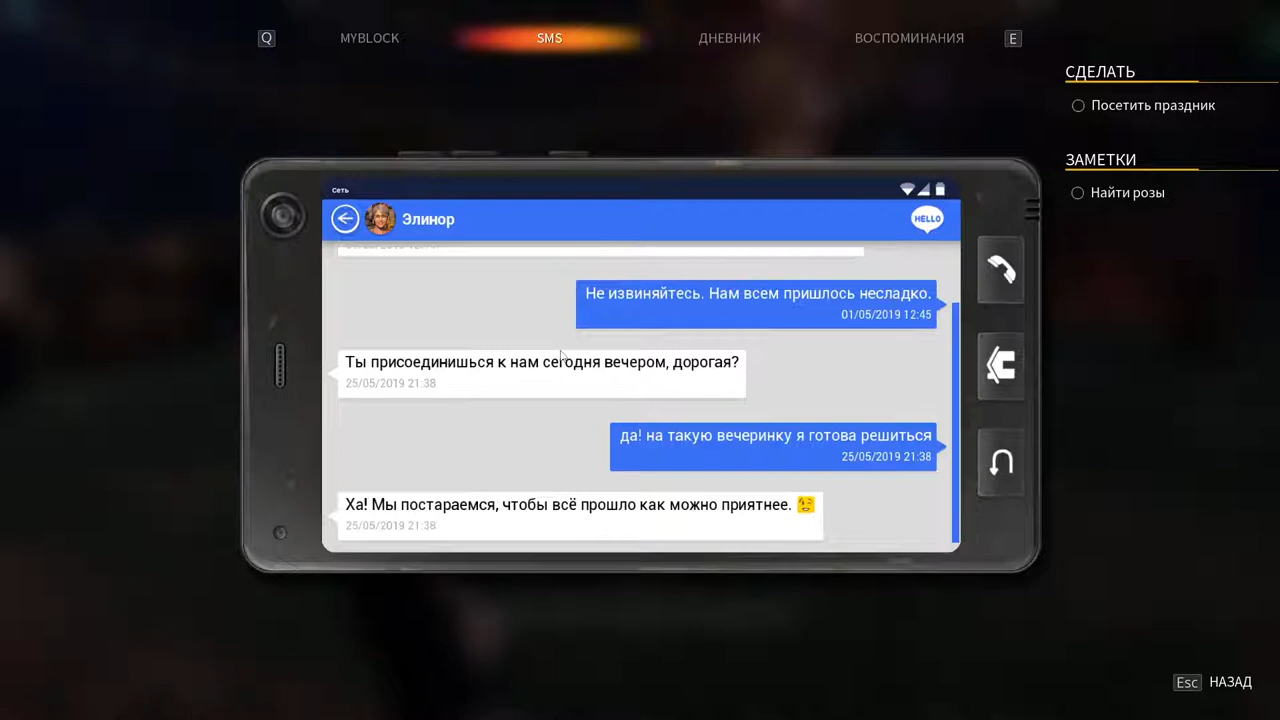 Q
MYBLOCK
SMS
ДНЕВНИК
ВОСПОМИНАНИЯ
E
СДЕЛАТЬ
Посетить праздник
ЗАМЕТКИ
Найти розы
Сеть
Элинор
HELLO
Не извиняйтесь. Нам всем пришлось несладко.
01/05/2019 12:45
Ты присоединишься к нам сегодня вечером, дорогая?
25/05/2019 21:38
да! на такую вечеринку я готова решиться
25/05/2019 21:38
Ха! Мы постараемся, чтобы всё прошло как можно приятнее.
25/05/2019 21:38
Esc НАЗАД